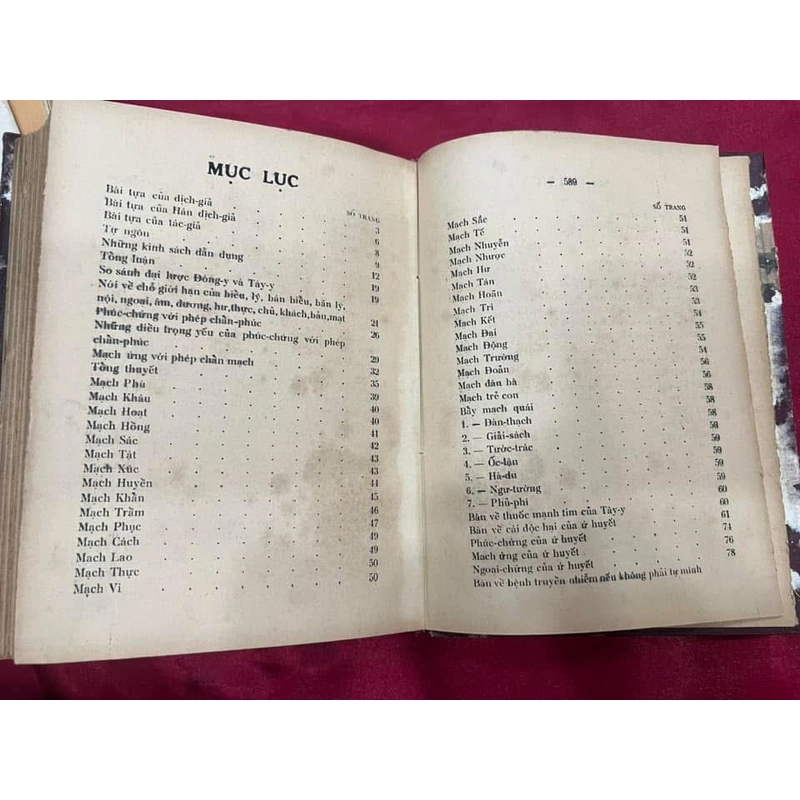 MỤC LỤC
SỐ TRANG
Bài tựa của dịch-giả 3
Bài tựa của Hán dịch-giả 6
Bài tựa của tác-giả 8
Tự ngôn 9
Những kinh sách dẫn dụng 12
Tổng luận 19
So sánh đại lược Đông-y và Tây-y 19
Nói về chỗ giới hạn của biểu, lý, bán biểu, bán lý,
nội, ngoại, âm, dương, hư, thực, chủ, khách, bản, mạt 21
Phúc-chứng với phép chẩn-phúc 26
Những điều trọng yếu của phúc-chứng với phép
chẩn-phúc 29
Mạch ứng với phép chẩn mạch 32
Tổng thuyết 35
Mạch Phù 39
Mạch Khâu 40
Mạch Hoạt 40
Mạch Hồng 41
Mạch Sác 42
Mạch Tật 43
Mạch Xúc 43
Mạch Huyền 44
Mạch Khẩn 45
Mạch Trầm 46
Mạch Phục 47
Mạch Cách 49
Mạch Lao 49
Mạch Thực 50
Mạch Vi 50
— 589 —
SỐ TRANG
Mạch Sắc 51
Mạch Tế 51
Mạch Nhuyễn 51
Mạch Nhược 52
Mạch Hư 52
Mạch Tán 52
Mạch Hoãn 53
Mạch Trì 53
Mạch Kết 54
Mạch Đại 55
Mạch Động 55
Mạch Trường 54
Mạch Đoản 56
Mạch đàn bà 56
Mạch trẻ con 58
Bẩy mạch quái 58
1. — Đàn-thạch 58
2. — Giải-sách 59
3. — Tước-trác 59
4. — Ốc-lậu 59
5. — Hà-du 59
6. — Ngư-tường 60
7. — Phủ-phí 60
Bàn về thuốc mạnh tim của Tây-y 61
Bàn về cái độc hại của ứ huyết 74
Phúc-chứng của ứ huyết 76
Mạch ứng của ứ huyết 78
Ngoại-chứng của ứ huyết
Bàn về bệnh truyền nhiễm nếu không phải tự mình